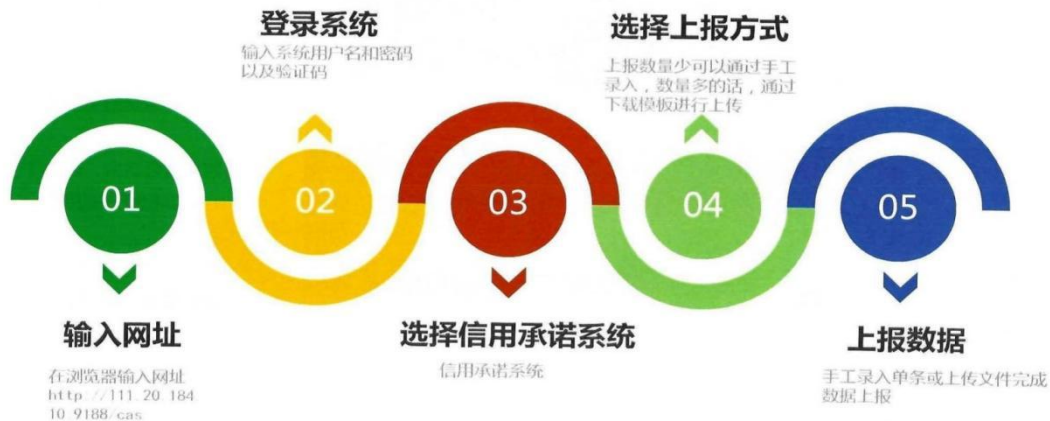 01
输入网址
在浏览器输入网址
http://111.20.184
10 9188/cas
登录系统
输入系统用户名和密码
以及验证码
02
03
选择信用承诺系统
信用承诺系统
选择上报方式
上报数量少可以通过手工
录入，数量多的话，通过
下载模板进行上传
04
05
上报数据
手工录入单条或上传文件完成
数据上报